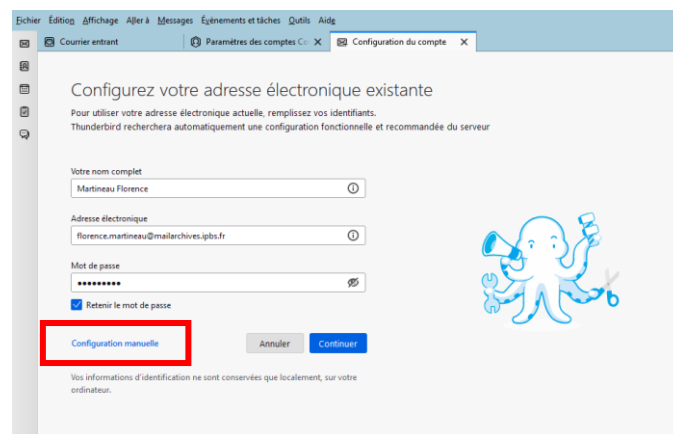 Fichier Édition Affichage Aller à Messages Événements et tâches Outils Aide
Courrier entrant Paramètres des comptes Co Configuration du compte
Configurez votre adresse électronique existante
Pour utiliser votre adresse électronique actuelle, remplissez vos identifiants.
Thunderbird recherchera automatiquement une configuration fonctionnelle et recommandée du serveur
Votre nom complet
Martineau Florence
Adresse électronique
florence.martineau@mailarchives.ipbs.fr
Mot de passe
•••••••••
Retenir le mot de passe
Configuration manuelle Annuler Continuer
Vos informations d'identification ne sont conservées que localement, sur votre
ordinateur.